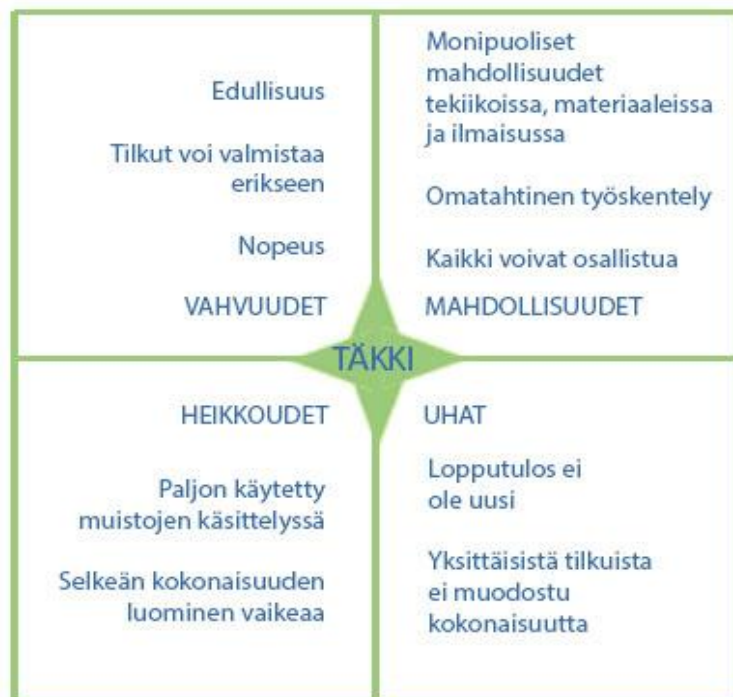 Edullisuus
Tilkut voi valmistaa
erikseen
Nopeus
VAHVUUDET
Monipuoliset
mahdollisuudet
tekiikoissa, materiaaleissa
ja ilmaisussa
Omatahtinen työskentely
Kaikki voivat osallistua
MAHDOLLISUUDET
TÄKKI
HEIKKOUDET
Paljon käytetty
muistojen käsittelyssä
Selkeän kokonaisuuden
luominen vaikeaa
UHAT
Lopputulos ei
ole uusi
Yksittäisistä tilkuista
ei muodostu
kokonaisuutta